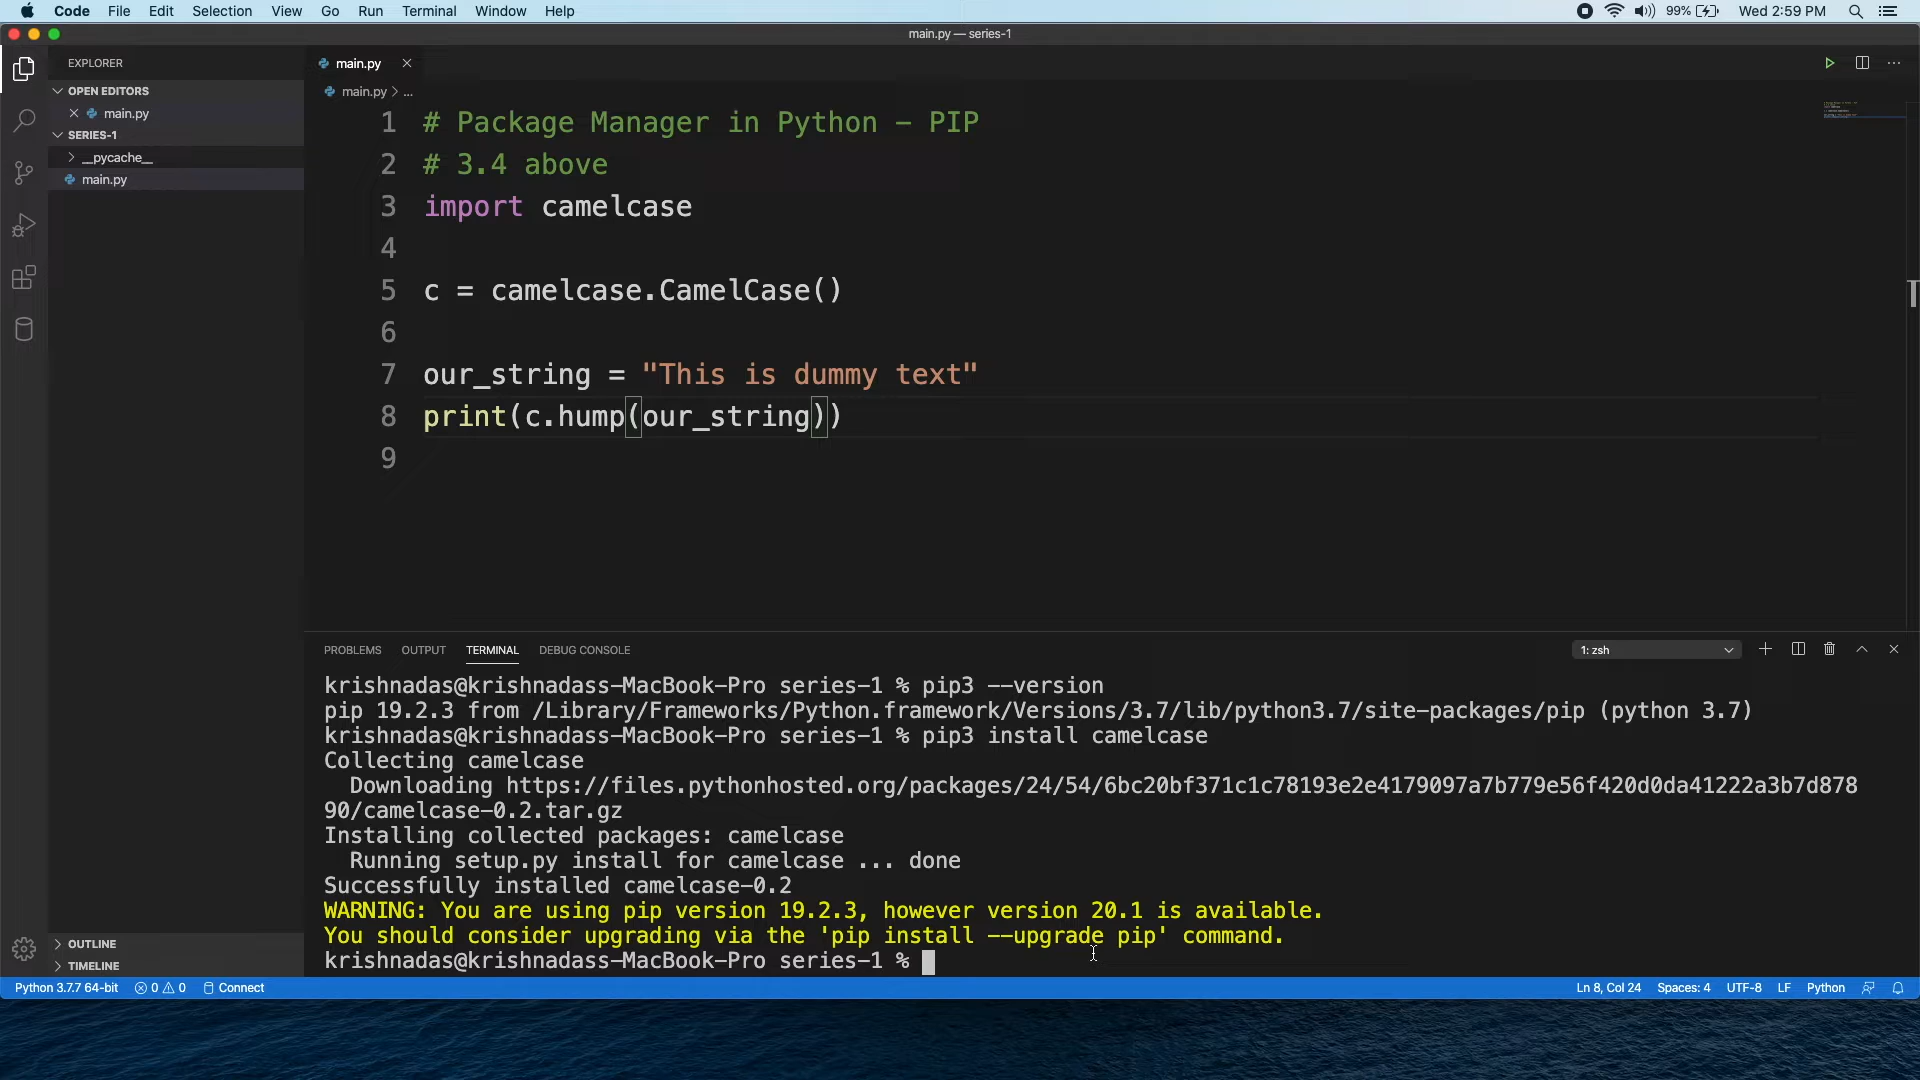 Code File Edit Selection View Go Run Terminal Window Help 99% Wed 2:59 PM
main.py — series-1
EXPLORER
OPEN EDITORS
main.py
SERIES-1
__pycache__
main.py
main.py
main.py > ...
1 # Package Manager in Python - PIP
2 # 3.4 above
3 import camelcase
4
5 c = camelcase.CamelCase()
6
7 our_string = "This is dummy text"
8 print(c.hump(our_string))
9
PROBLEMS OUTPUT TERMINAL DEBUG CONSOLE 1: zsh
krishnadas@krishnadass-MacBook-Pro series-1 % pip3 --version
pip 19.2.3 from /Library/Frameworks/Python.framework/Versions/3.7/lib/python3.7/site-packages/pip (python 3.7)
krishnadas@krishnadass-MacBook-Pro series-1 % pip3 install camelcase
Collecting camelcase
Downloading https://files.pythonhosted.org/packages/24/54/6bc20bf371c1c78193e2e4179097a7b779e56f420d0da41222a3b7d878
90/camelcase-0.2.tar.gz
Installing collected packages: camelcase
Running setup.py install for camelcase ... done
Successfully installed camelcase-0.2
WARNING: You are using pip version 19.2.3, however version 20.1 is available.
You should consider upgrading via the 'pip install --upgrade pip' command.
krishnadas@krishnadass-MacBook-Pro series-1 %
OUTLINE
TIMELINE
Python 3.7.7 64-bit 0 0 Connect Ln 8, Col 24 Spaces: 4 UTF-8 LF Python